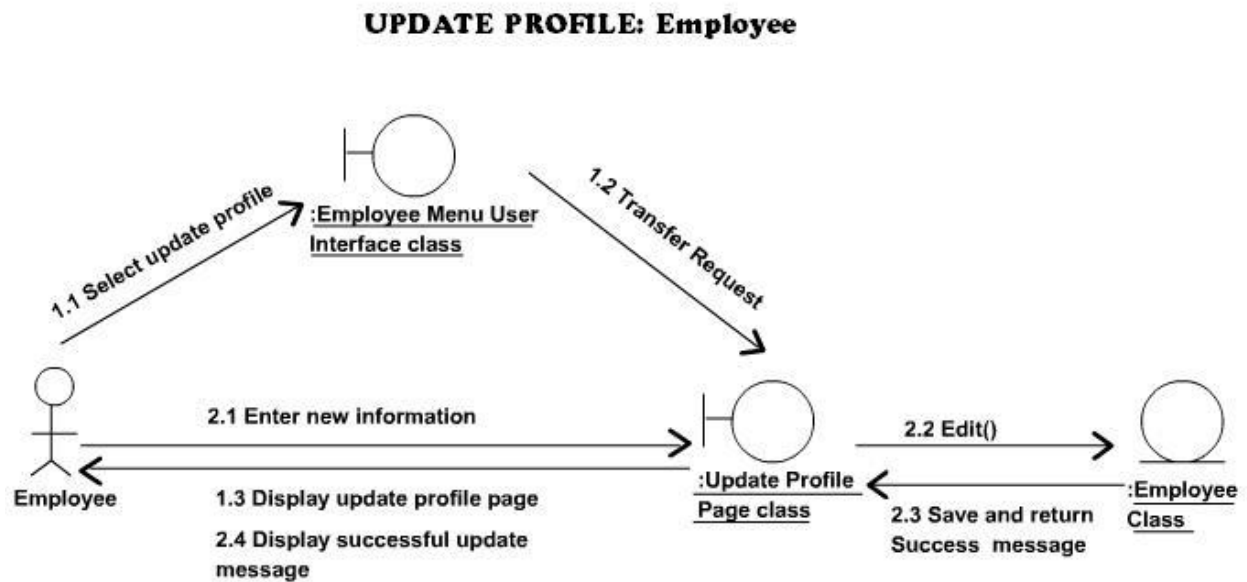 UPDATE PROFILE: Employee
1.1 Select update profile
:Employee Menu User
Interface class
1.2 Transfer Request
2.1 Enter new information
2.2 Edit()
Employee
1.3 Display update profile page
2.4 Display successful update
message
:Update Profile
Page class
2.3 Save and return
Success message
:Employee
Class